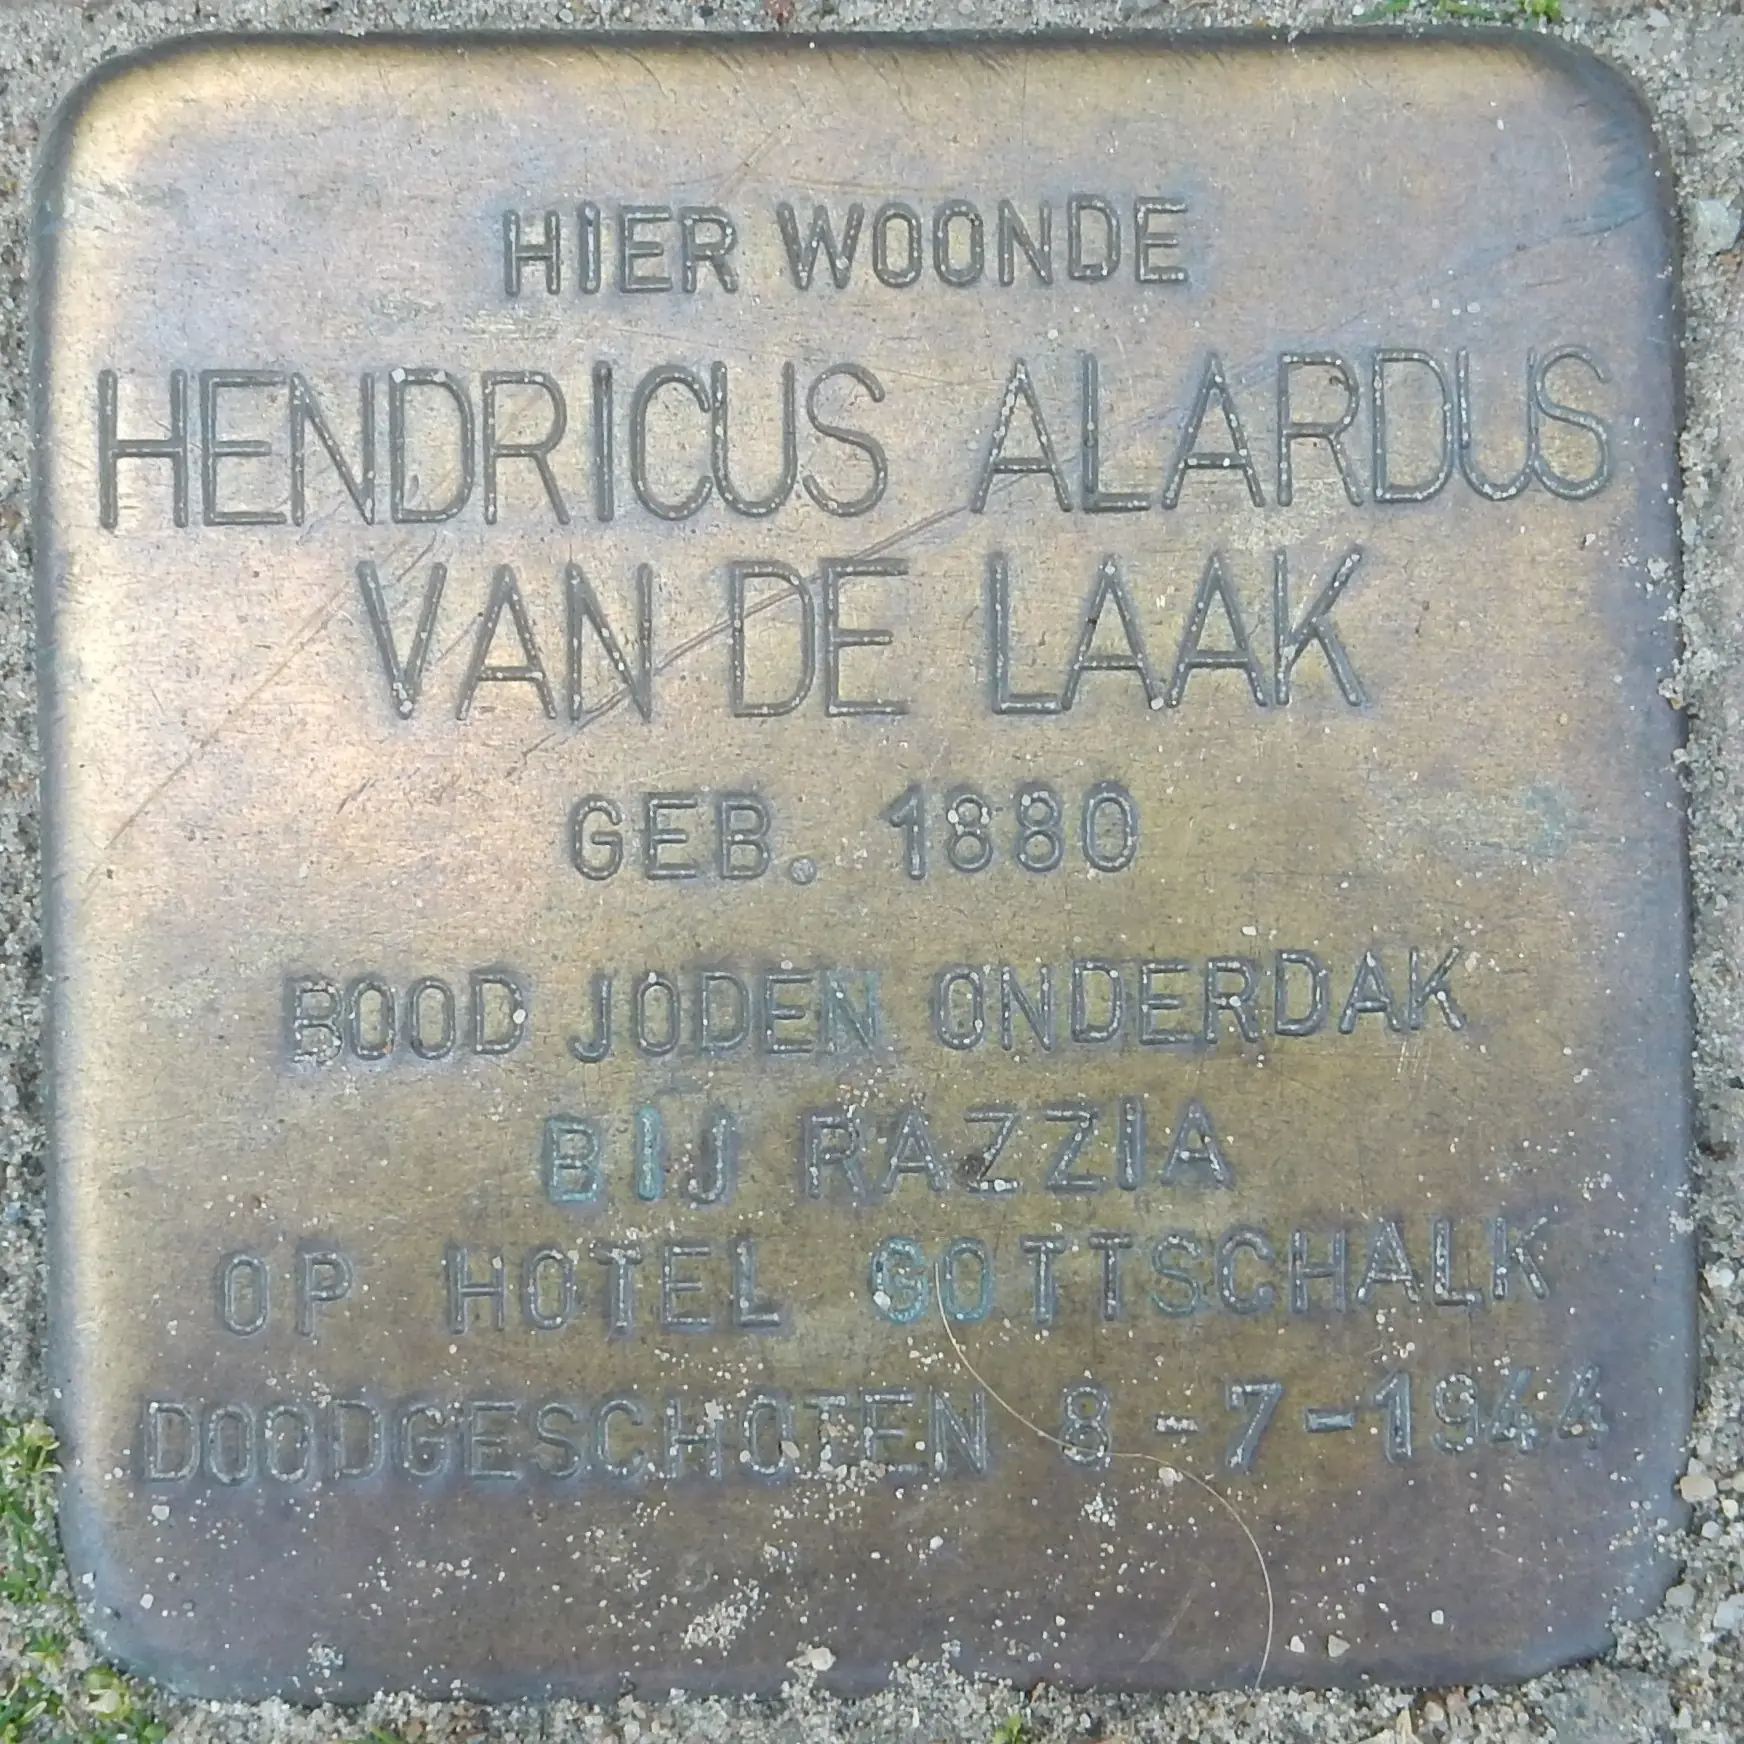 HIER WOONDE
HENDRICUS ALARDUS
VAN DE LAAK
GEB. 1880
BOOD JODEN ONDERDAK
BIJ RAZZIA
OP HOTEL GOTTSCHALK
DOODGESCHOTEN 8-7-1944